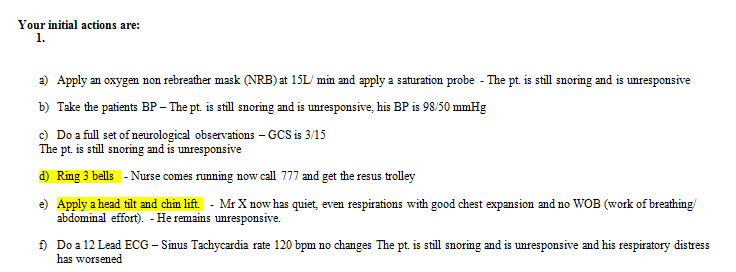 Your initial actions are:
1.
a) Apply an oxygen non rebreather mask (NRB) at 15L/ min and apply a saturation probe - The pt. is still snoring and is unresponsive
b) Take the patients BP – The pt. is still snoring and is unresponsive, his BP is 98/50 mmHg
c) Do a full set of neurological observations – GCS is 3/15
The pt. is still snoring and is unresponsive
d) Ring 3 bells - Nurse comes running now call 777 and get the resus trolley
e) Apply a head tilt and chin lift. - Mr X now has quiet, even respirations with good chest expansion and no WOB (work of breathing/
abdominal effort). - He remains unresponsive.
f) Do a 12 Lead ECG – Sinus Tachycardia rate 120 bpm no changes The pt. is still snoring and is unresponsive and his respiratory distress
has worsened